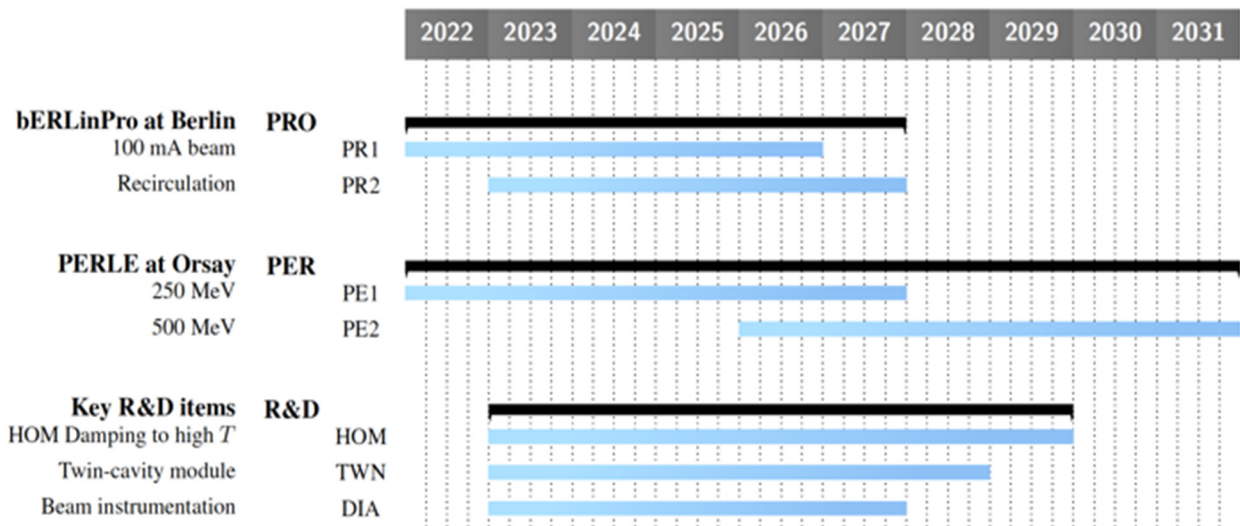 2022 2023 2024 2025 2026 2027 2028 2029 2030 2031
bERLinPro at Berlin PRO
100 mA beam PR1
Recirculation PR2
PERLE at Orsay PER
250 MeV PE1
500 MeV PE2
Key R&D items R&D
HOM Damping to high T HOM
Twin-cavity module TWN
Beam instrumentation DIA